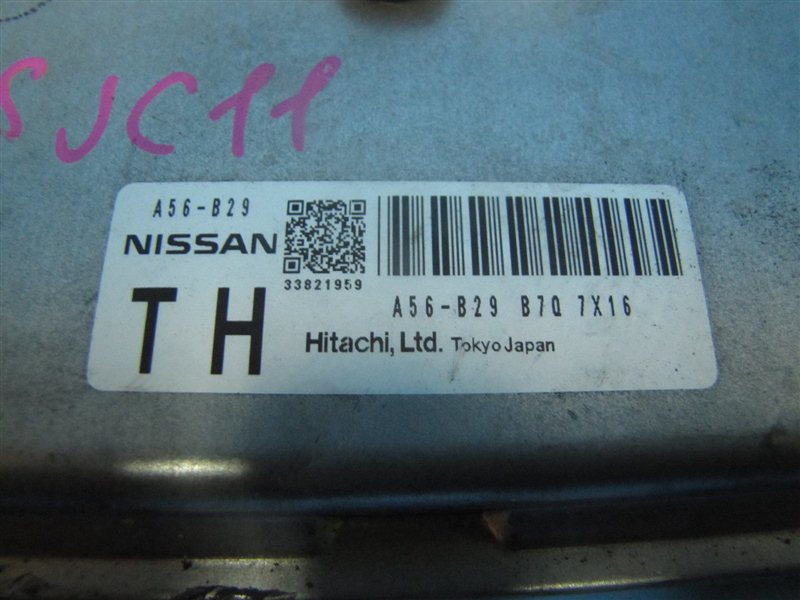 SJC11
A56-B29
NISSAN
33821959
TH
A56-B29 B7Q 7X16
Hitachi, Ltd. Tokyo Japan